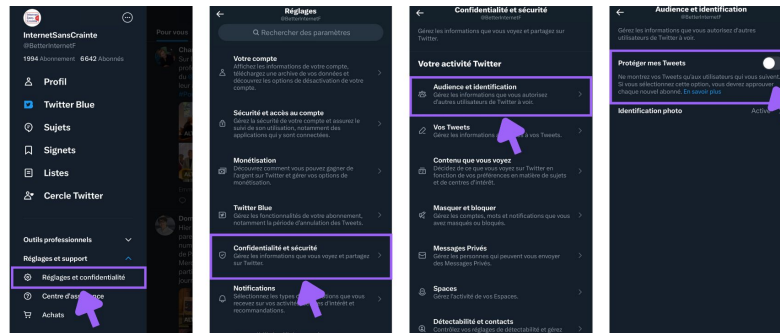 InternetSansCrainte
@BetterInternetF
1994 Abonnement 6642 Abonnés
Profil
Twitter Blue
Sujets
Signets
Listes
Cercle Twitter
Outils professionnels
Réglages et support
Réglages et confidentialité
Centre d'assistance
Achats
Pour vous
Réglages
@BetterInternetF
Rechercher des paramètres
Votre compte
Affichez les informations de votre compte,
téléchargez une archive de vos données et
découvrez les options de désactivation de votre
compte.
Sécurité et accès au compte
Gérez la sécurité de votre compte et assurez le
suivi de son utilisation, notamment des
applications qui y sont connectées.
Monétisation
Découvrez comment vous pouvez gagner de
l'argent sur Twitter et gérer vos options de
monétisation.
Twitter Blue
Gérez les fonctionnalités de votre abonnement,
notamment la période d'annulation des Tweets.
Confidentialité et sécurité
Gérez les informations que vous voyez et partagez
sur Twitter.
Notifications
Sélectionnez les types de notifications que vous
recevez sur vos activités, centres d'intérêt et
recommandations.
Confidentialité et sécurité
@BetterInternetF
Gérez les informations que vous voyez et partagez sur
Twitter.
Votre activité Twitter
Audience et identification
Gérez les informations que vous autorisez
d'autres utilisateurs de Twitter à voir.
Vos Tweets
Gérez les informations à vos Tweets.
Contenu que vous voyez
Décidez de ce que vous voyez sur Twitter en
fonction de vos préférences en matière de sujets
et de centres d'intérêt.
Masquer et bloquer
Gérez les comptes, mots et notifications que vous
avez masqués ou bloqués.
Messages Privés
Gérez les personnes qui peuvent vous envoyer
des Messages Privés.
Spaces
Gérez l'activité de vos Espaces.
Détectabilité et contacts
Contrôlez vos réglages de détectabilité et gérez
Audience et identification
@BetterInternetF
Gérez les informations que vous autorisez d'autres
utilisateurs de Twitter à voir.
Protéger mes Tweets
Ne montrez vos Tweets qu'aux utilisateurs qui vous suivent.
Si vous sélectionnez cette option, vous devrez approuver
chaque nouvel abonné. En savoir plus
Identification photo
Activé